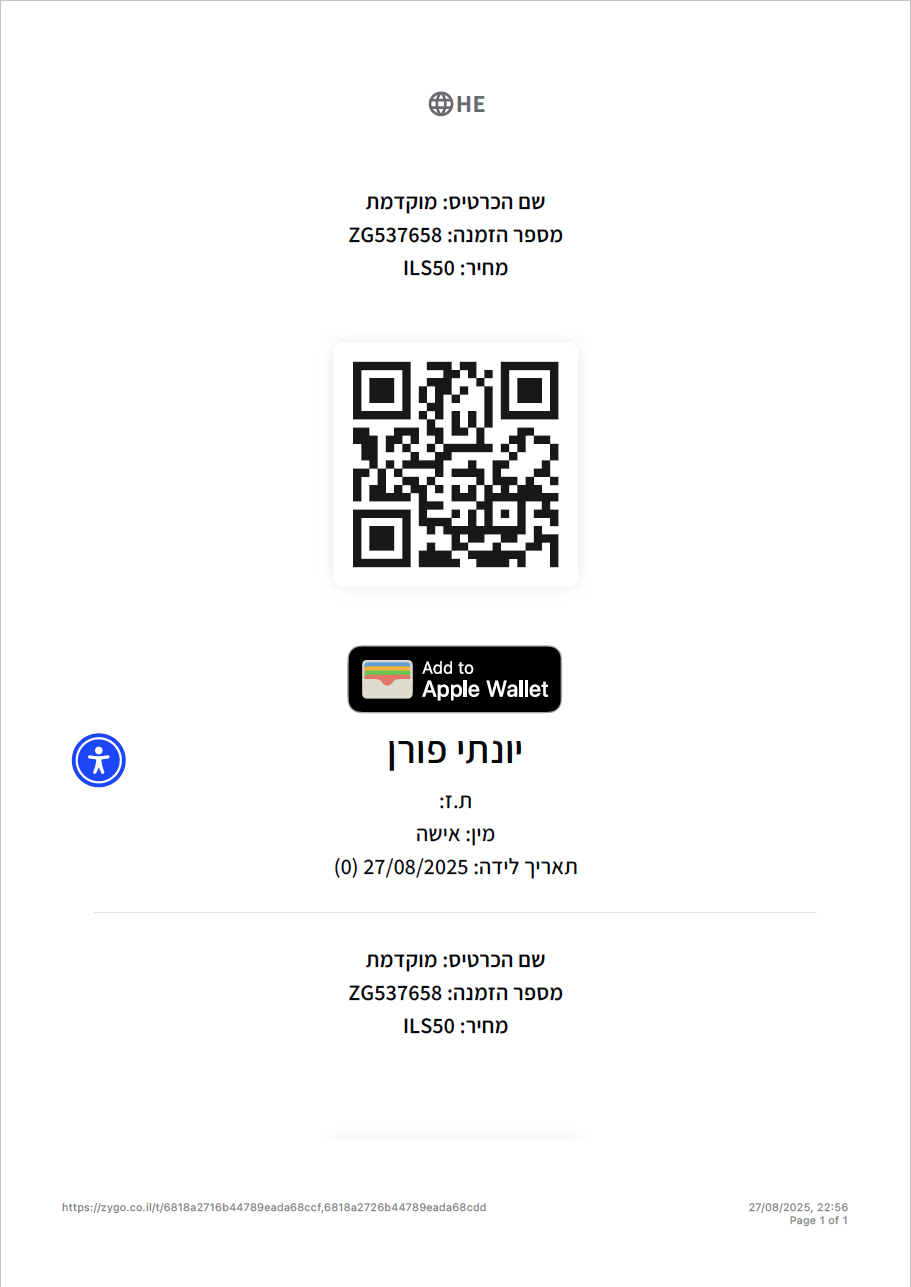 HE
שם הכרטיס: מוקדמת
מספר הזמנה: ZG537658
מחיר: ILS50
Add to
Apple Wallet
יונתי פורן
ת.ז:
מין: אישה
תאריך לידה: 27/08/2025 (0)
שם הכרטיס: מוקדמת
מספר הזמנה: ZG537658
מחיר: ILS50
https://zygo.co.il/t/6818a2716b44789eada68ccf,6818a2726b44789eada68cdd
27/08/2025, 22:56
Page 1 of 1